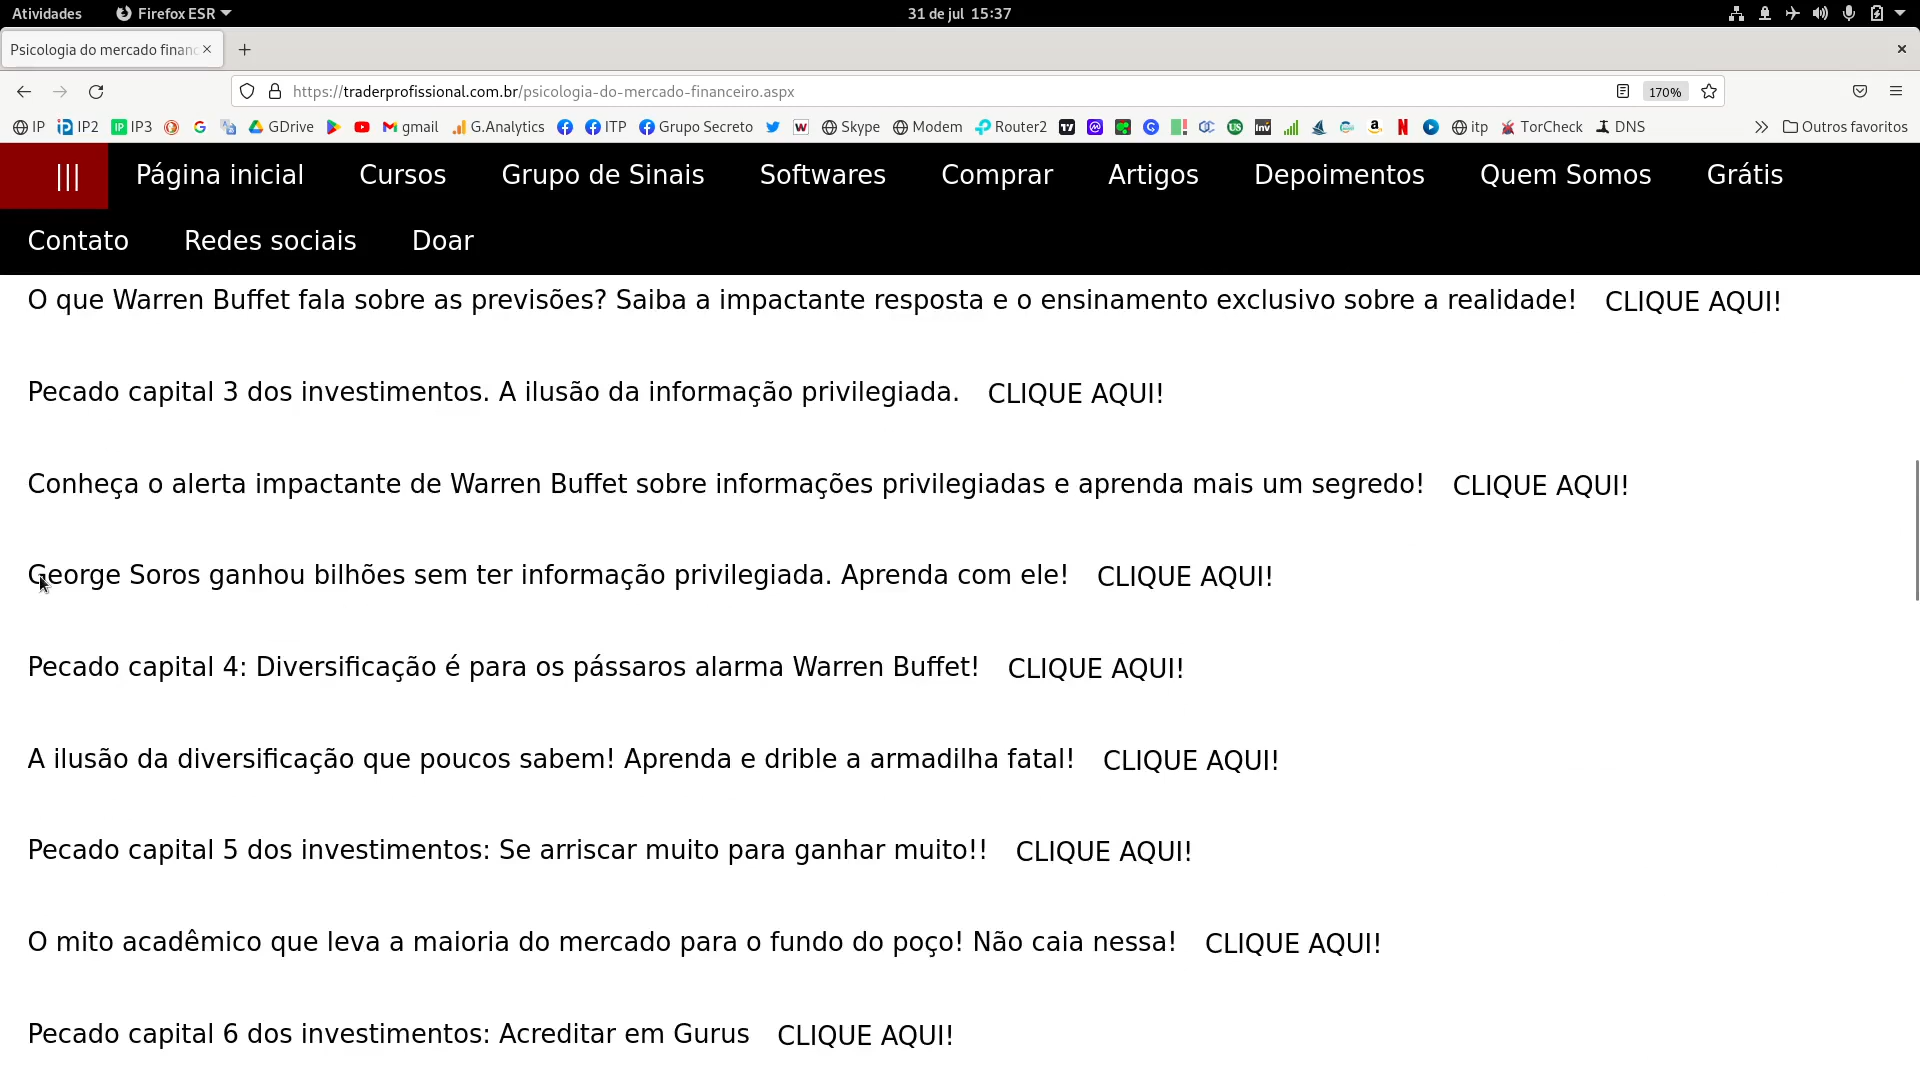 Atividades Firefox ESR 31 de jul 15:37
Psicologia do mercado finan
https://traderprofissional.com.br/psicologia-do-mercado-financeiro.aspx 170%
IP IP2 IP3 GDrive gmail G.Analytics ITP Grupo Secreto Skype Modem Router2 itp TorCheck DNS Outros favoritos
||| Página inicial Cursos Grupo de Sinais Softwares Comprar Artigos Depoimentos Quem Somos Grátis
Contato Redes sociais Doar
O que Warren Buffet fala sobre as previsões? Saiba a impactante resposta e o ensinamento exclusivo sobre a realidade! CLIQUE AQUI!
Pecado capital 3 dos investimentos. A ilusão da informação privilegiada. CLIQUE AQUI!
Conheça o alerta impactante de Warren Buffet sobre informações privilegiadas e aprenda mais um segredo! CLIQUE AQUI!
George Soros ganhou bilhões sem ter informação privilegiada. Aprenda com ele! CLIQUE AQUI!
Pecado capital 4: Diversificação é para os pássaros alarma Warren Buffet! CLIQUE AQUI!
A ilusão da diversificação que poucos sabem! Aprenda e drible a armadilha fatal! CLIQUE AQUI!
Pecado capital 5 dos investimentos: Se arriscar muito para ganhar muito!! CLIQUE AQUI!
O mito acadêmico que leva a maioria do mercado para o fundo do poço! Não caia nessa! CLIQUE AQUI!
Pecado capital 6 dos investimentos: Acreditar em Gurus CLIQUE AQUI!